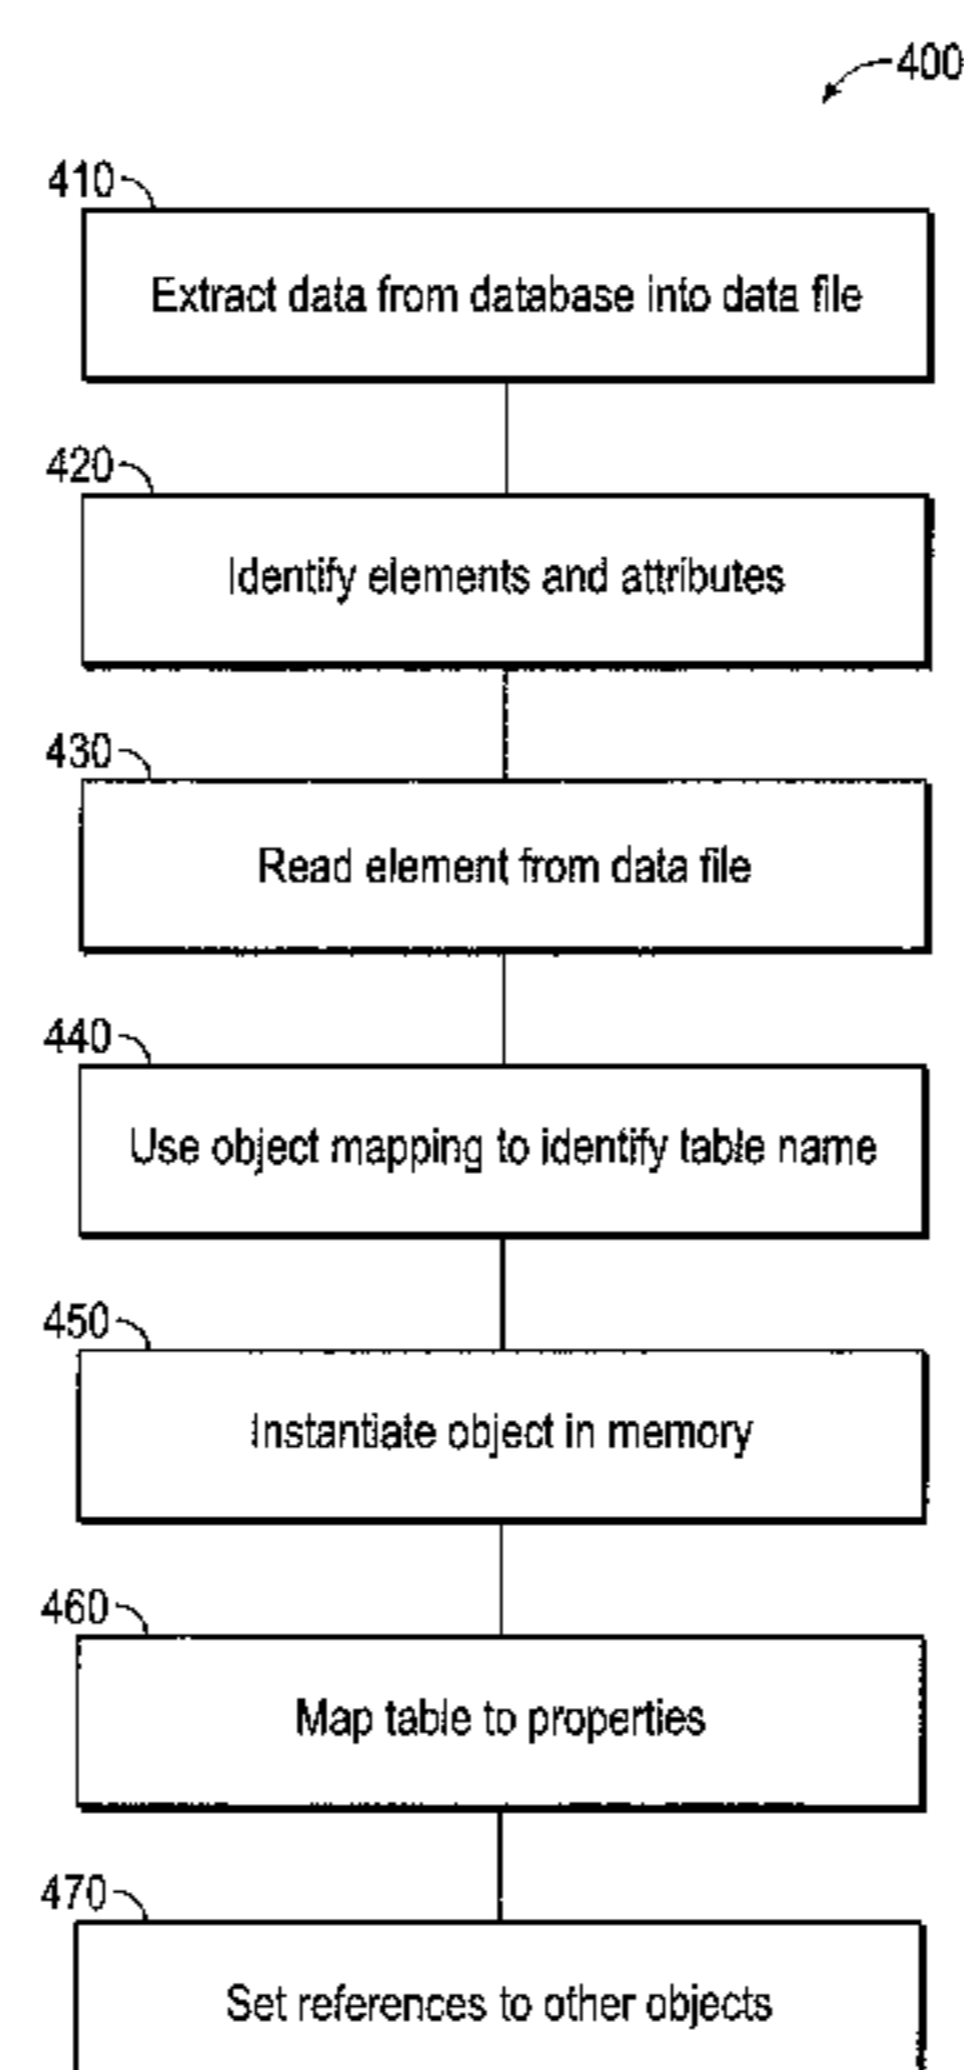 400
410
Extract data from database into data file
420
Identify elements and attributes
430
Read element from data file
440
Use object mapping to identify table name
450
Instantiate object in memory
460
Map table to properties
470
Set references to other objects